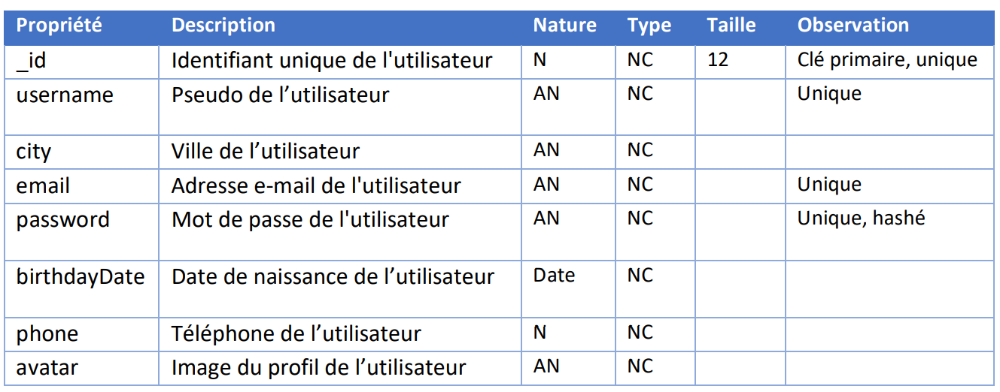 Propriété Description Nature Type Taille Observation
_id Identifiant unique de l'utilisateur N NC 12 Clé primaire, unique
username Pseudo de l’utilisateur AN NC Unique
city Ville de l’utilisateur AN NC
email Adresse e-mail de l'utilisateur AN NC Unique
password Mot de passe de l'utilisateur AN NC Unique, hashé
birthdayDate Date de naissance de l’utilisateur Date NC
phone Téléphone de l’utilisateur N NC
avatar Image du profil de l’utilisateur AN NC